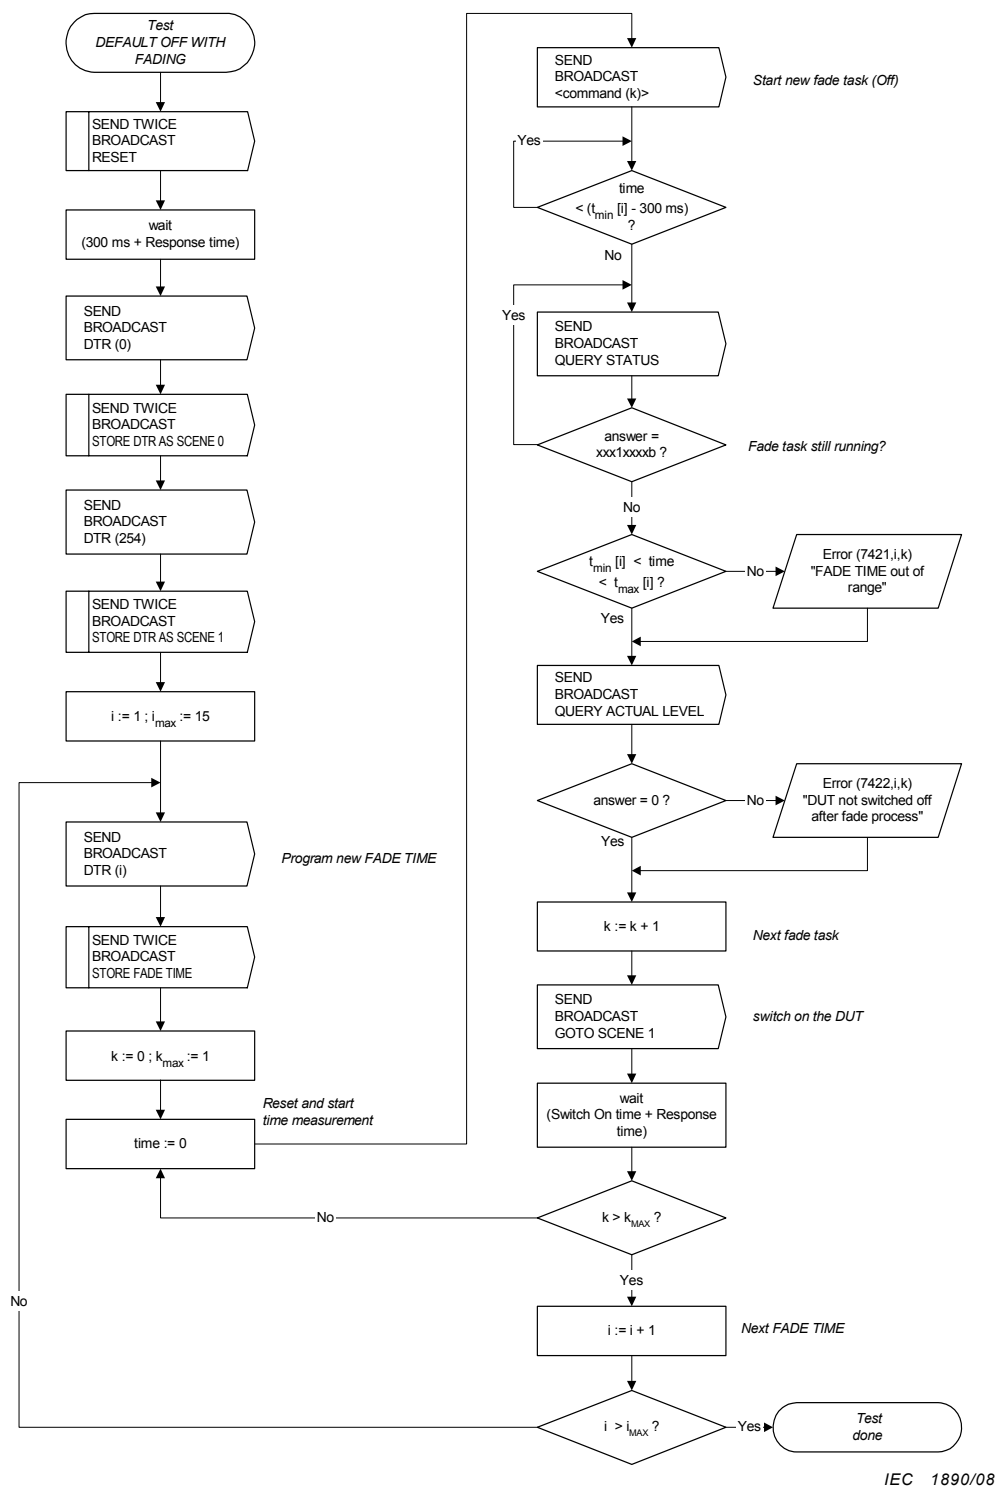 Test
DEFAULT OFF WITH
FADING
SEND TWICE
BROADCAST
RESET
wait
(300 ms + Response time)
SEND
BROADCAST
DTR (0)
SEND TWICE
BROADCAST
STORE DTR AS SCENE 0
SEND
BROADCAST
DTR (254)
SEND TWICE
BROADCAST
STORE DTR AS SCENE 1
i := 1 ; imax := 15
SEND
BROADCAST
DTR (i)
Program new FADE TIME
SEND TWICE
BROADCAST
STORE FADE TIME
k := 0 ; kmax := 1
Reset and start
time measurement
time := 0
SEND
BROADCAST
<command (k)>
Start new fade task (Off)
Yes
time
< (tmin [i] - 300 ms)
?
No
Yes
SEND
BROADCAST
QUERY STATUS
answer =
xxx1xxxxb ?
Fade task still running?
No
tmin [i] < time
< tmax [i] ?
No
Error (7421,i,k)
"FADE TIME out of
range"
Yes
SEND
BROADCAST
QUERY ACTUAL LEVEL
answer = 0 ?
No
Error (7422,i,k)
"DUT not switched off
after fade process"
Yes
k := k + 1
Next fade task
SEND
BROADCAST
GOTO SCENE 1
switch on the DUT
wait
(Switch On time + Response
time)
k > kMAX ?
No
Yes
i := i + 1
Next FADE TIME
i > iMAX ?
No
Yes
Test
done
IEC 1890/08